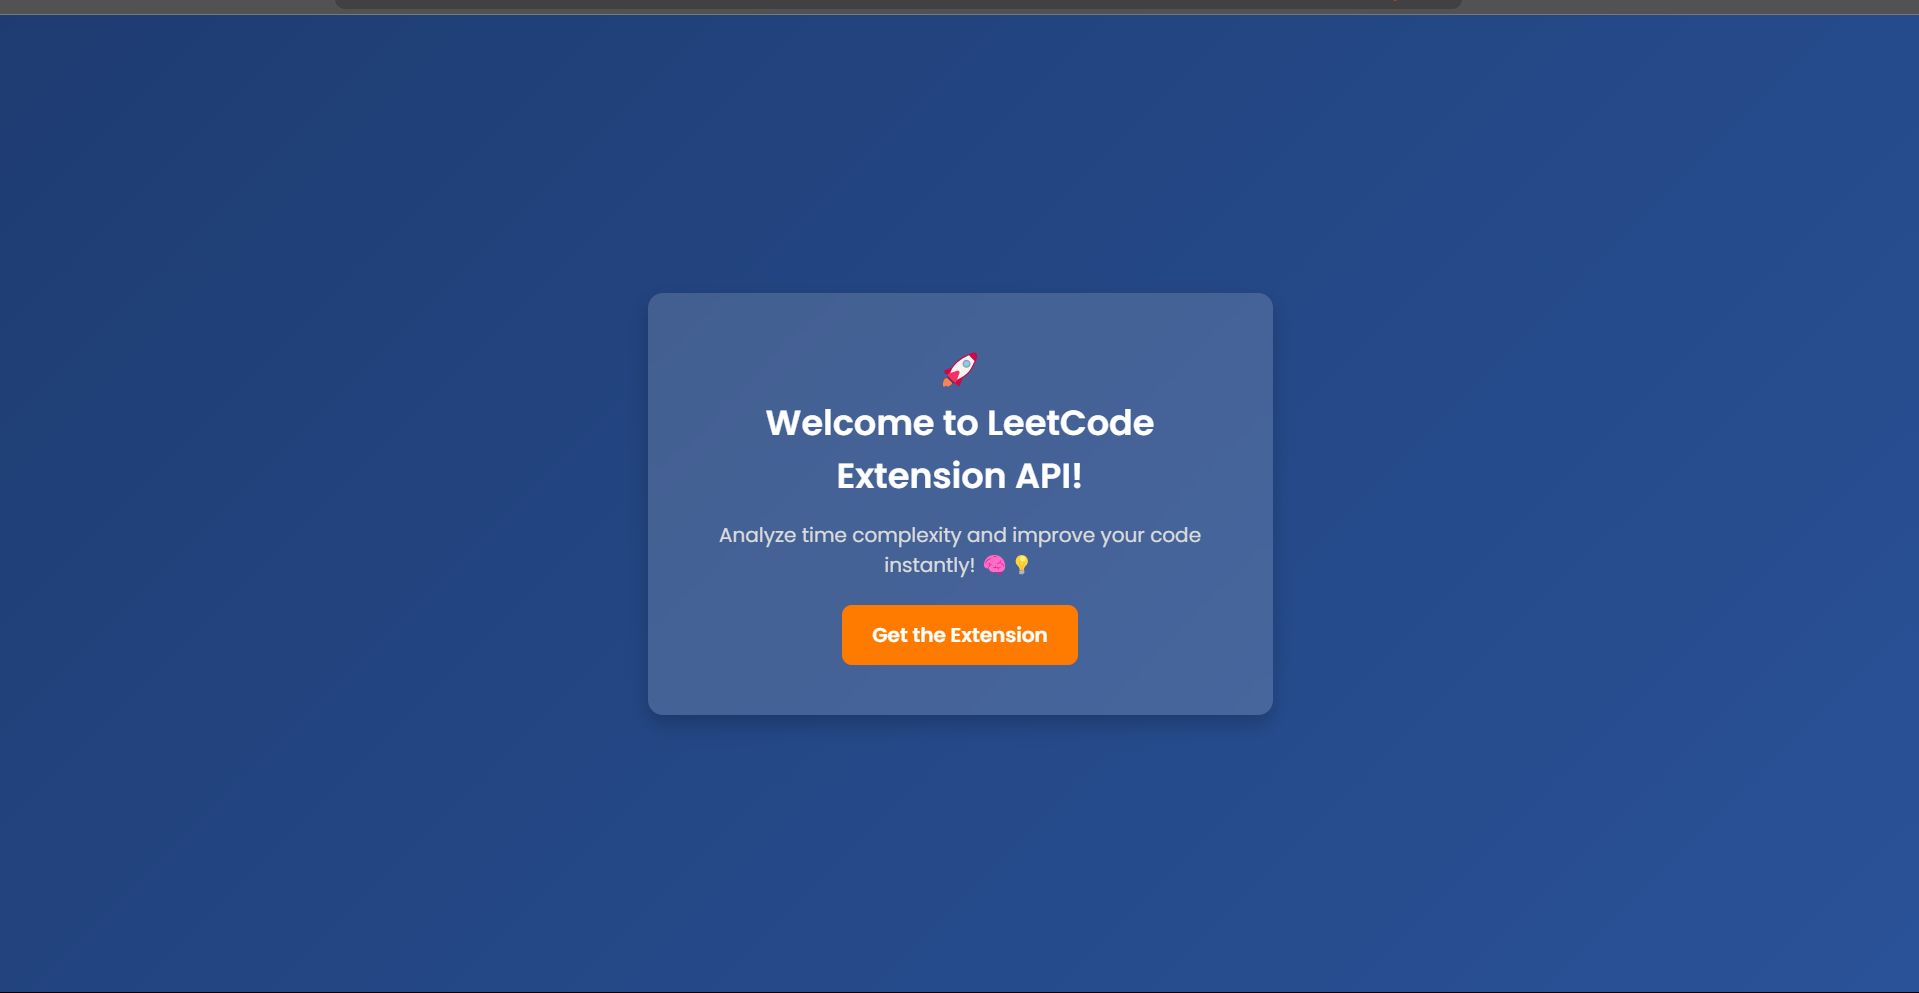 🚀
Welcome to LeetCode
Extension API!
Analyze time complexity and improve your code
instantly! 🧠💡
Get the Extension